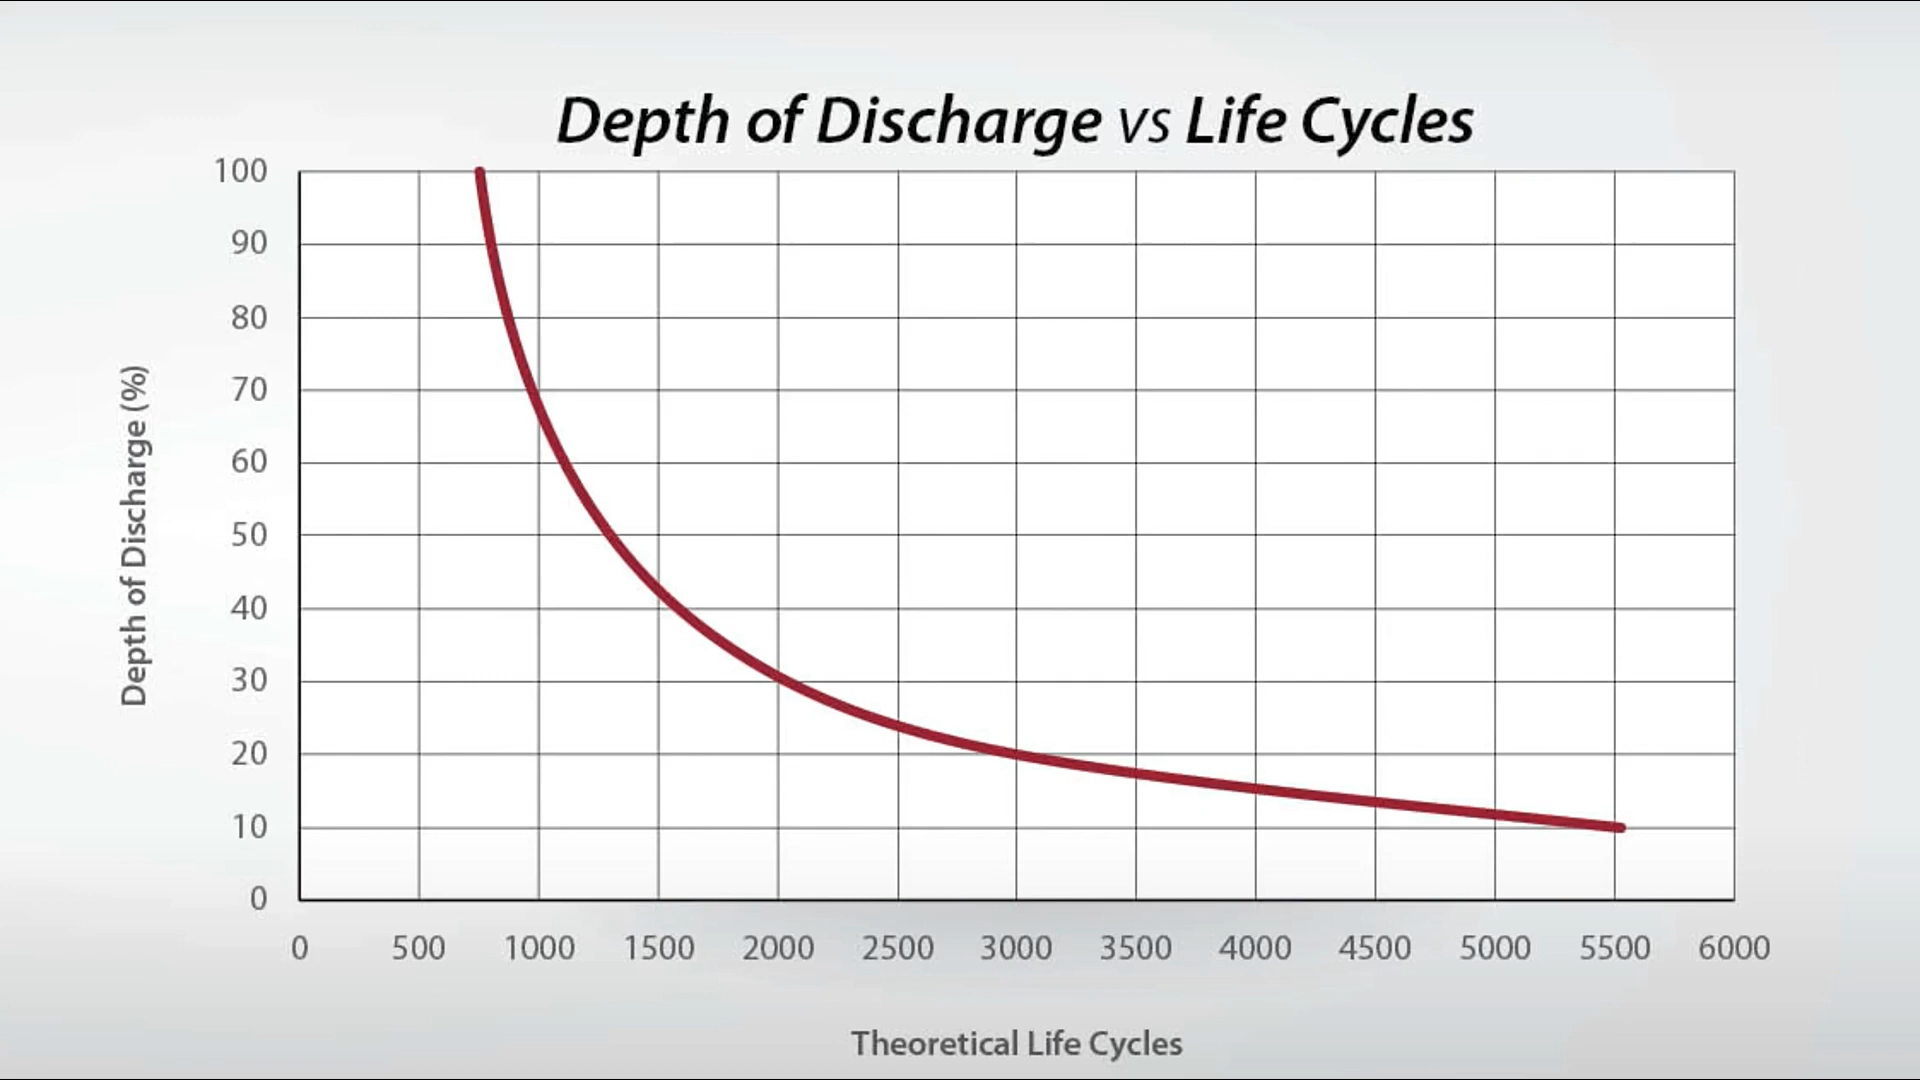 Depth of Discharge vs Life Cycles
100
90
80
70
60
50
40
30
20
10
0
Depth of Discharge (%)
0 500 1000 1500 2000 2500 3000 3500 4000 4500 5000 5500 6000
Theoretical Life Cycles